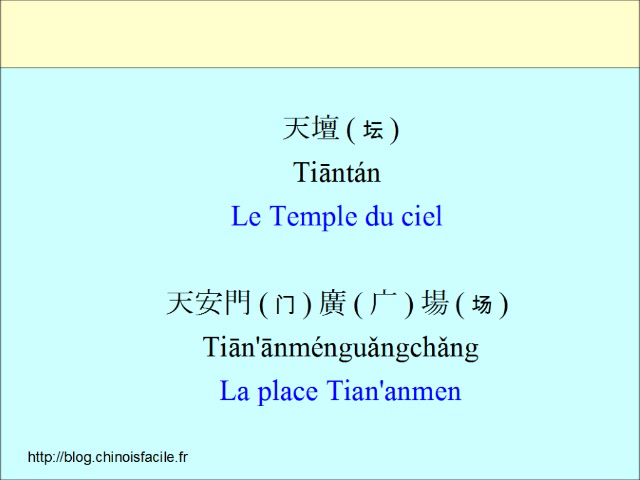 天壇 ( 坛 )
Tiāntán
Le Temple du ciel
天安門 ( 门 ) 廣 ( 广 ) 場 ( 场 )
Tiān'ānménguǎngchǎng
La place Tian'anmen
http://blog.chinoisfacile.fr